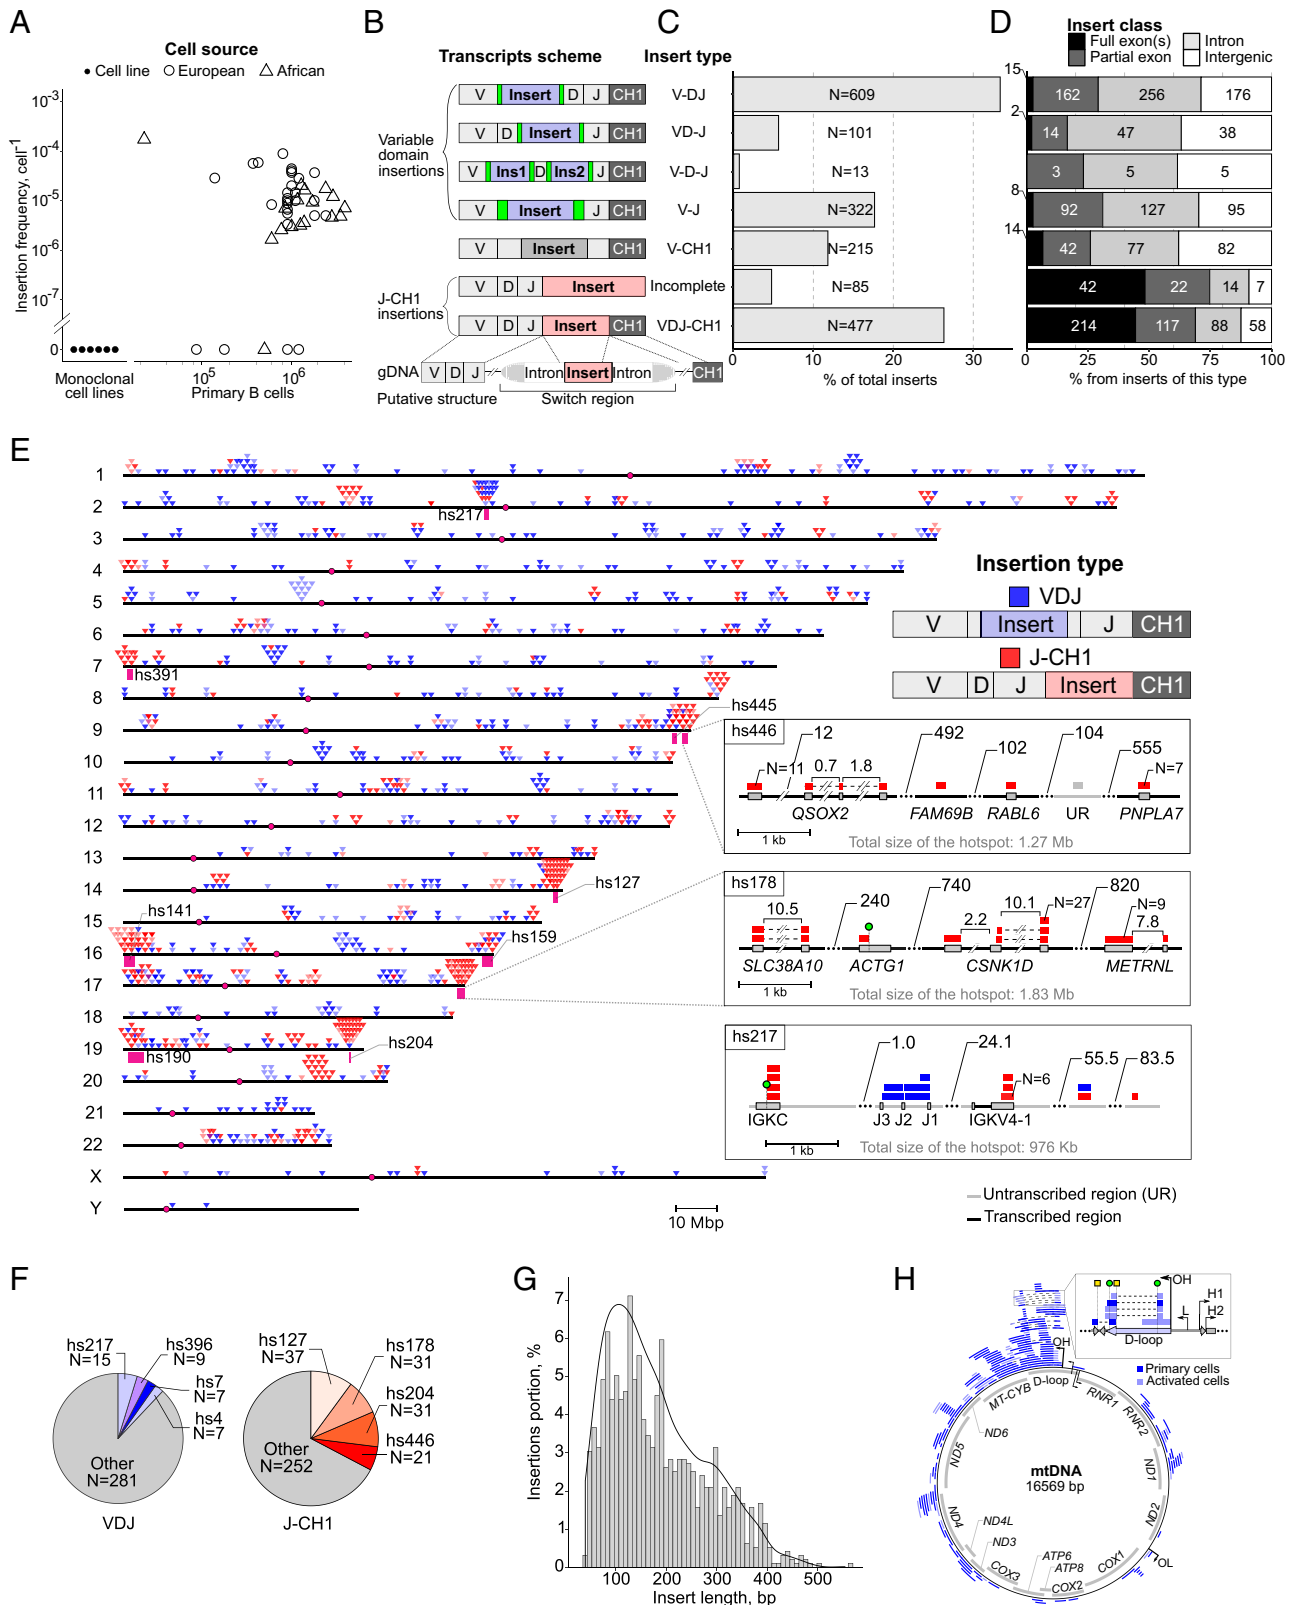 A
Cell source
Cell line European African
Insertion frequency, cell-1
10-3
10-4
10-5
10-6
10-7
0
105 106
Monoclonal cell lines
Primary B cells
B
Transcripts scheme
Insert type
Variable domain insertions
V Insert D J CH1
V-DJ
V D Insert J CH1
VD-J
V Ins1 D Ins2 J CH1
V-D-J
V Insert J CH1
V-J
V Insert CH1
V-CH1
J-CH1 insertions
V D J Insert
Incomplete
V D J Insert CH1
VDJ-CH1
gDNA V D J Intron Insert Intron CH1
Putative structure
Switch region
C
N=609
N=101
N=13
N=322
N=215
N=85
N=477
0 10 20 30
% of total inserts
D
Insert class
Full exon(s) Intron
Partial exon Intergenic
15 162 256 176
2 14 47 38
3 5 5
8 92 127 95
14 42 77 82
42 22 14 7
214 117 88 58
0 25 50 75 100
% from inserts of this type
E
1
2
hs217
3
4
5
6
7
hs391
8
9
hs445
10
11
12
13
14
hs127
15
hs141
16
hs159
17
18
19
hs190
hs204
20
21
22
X
Y
10 Mbp
Insertion type
VDJ
V Insert J CH1
J-CH1
V D J Insert CH1
hs446
12 492 102 104 555
N=11 0.7 1.8 N=7
QSOX2 FAM69B RABL6 UR PNPLA7
1 kb
Total size of the hotspot: 1.27 Mb
hs178
10.5 240 740 2.2 10.1 N=27 820 N=9 7.8
SLC38A10 ACTG1 CSNK1D METRNL
1 kb
Total size of the hotspot: 1.83 Mb
hs217
1.0 24.1 55.5 83.5
N=6
IGKC J3 J2 J1 IGKV4-1
1 kb
Total size of the hotspot: 976 Kb
Untranscribed region (UR)
Transcribed region
F
hs217 N=15
hs396 N=9
hs7 N=7
hs4 N=7
Other N=281
VDJ
hs127 N=37
hs178 N=31
hs204 N=31
hs446 N=21
Other N=252
J-CH1
G
Insertions portion, %
7
6
5
4
3
2
1
0
100 200 300 400 500
Insert length, bp
H
OH
H1
L H2
D-loop
Primary cells
Activated cells
OH
D-loop
L
MT-CYB
RNR1
RNR2
ND6
ND5
ND1
mtDNA
16569 bp
ND4
ND2
ND4L
ND3
ATP6
ATP8
COX3
COX2
COX1
OL